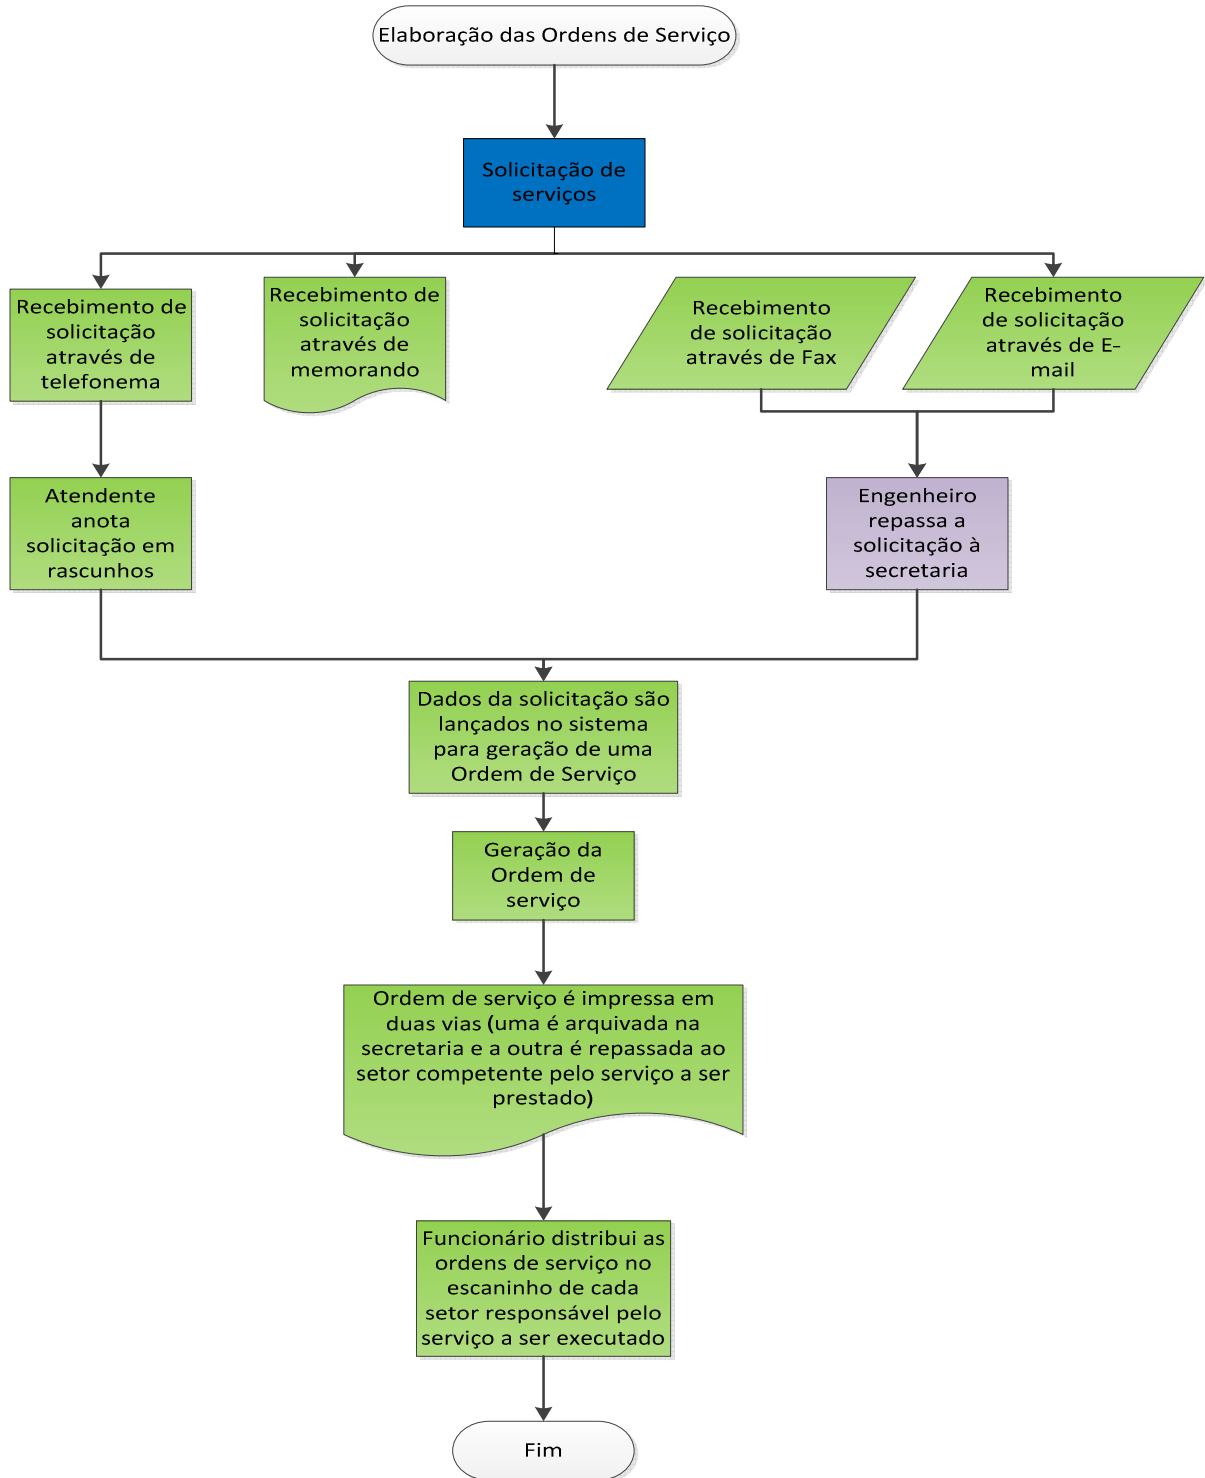 Elaboração das Ordens de Serviço
Solicitação de
serviços
Recebimento de
solicitação
através de
telefonema
Recebimento de
solicitação
através de
memorando
Recebimento
de solicitação
através de Fax
Recebimento
de solicitação
através de E-
mail
Atendente
anota
solicitação em
rascunhos
Engenheiro
repassa a
solicitação à
secretaria
Dados da solicitação são
lançados no sistema
para geração de uma
Ordem de Serviço
Geração da
Ordem de
serviço
Ordem de serviço é impressa em
duas vias (uma é arquivada na
secretaria e a outra é repassada ao
setor competente pelo serviço a ser
prestado)
Funcionário distribui as
ordens de serviço no
escaninho de cada
setor responsável pelo
serviço a ser executado
Fim